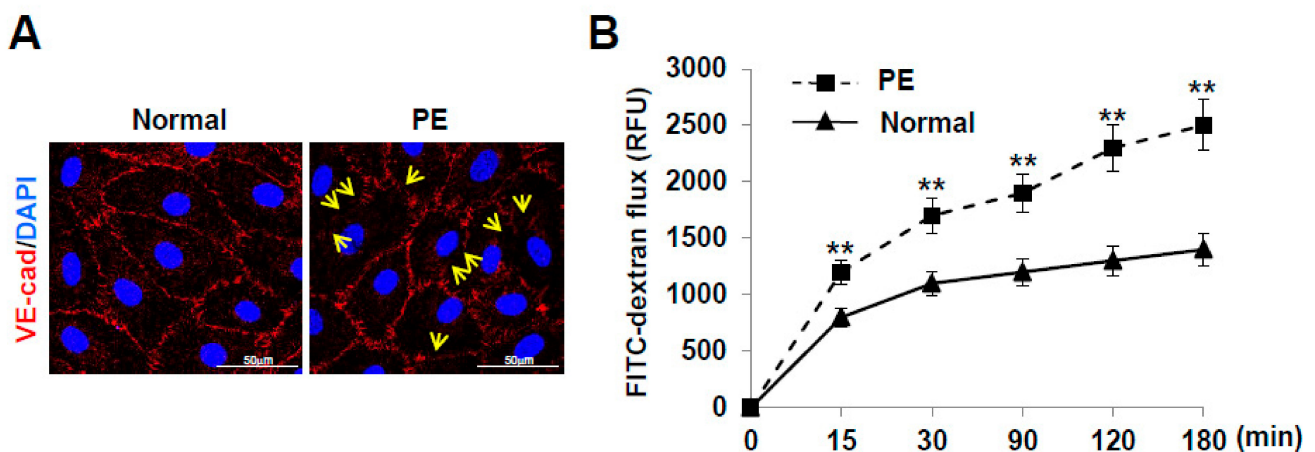 A
Normal PE
VE-cad/DAPI
50μm 50μm
B
FITC-dextran flux (RFU)
3000
2500
2000
1500
1000
500
0
PE
Normal
** ** ** ** **
0 15 30 90 120 180 (min)